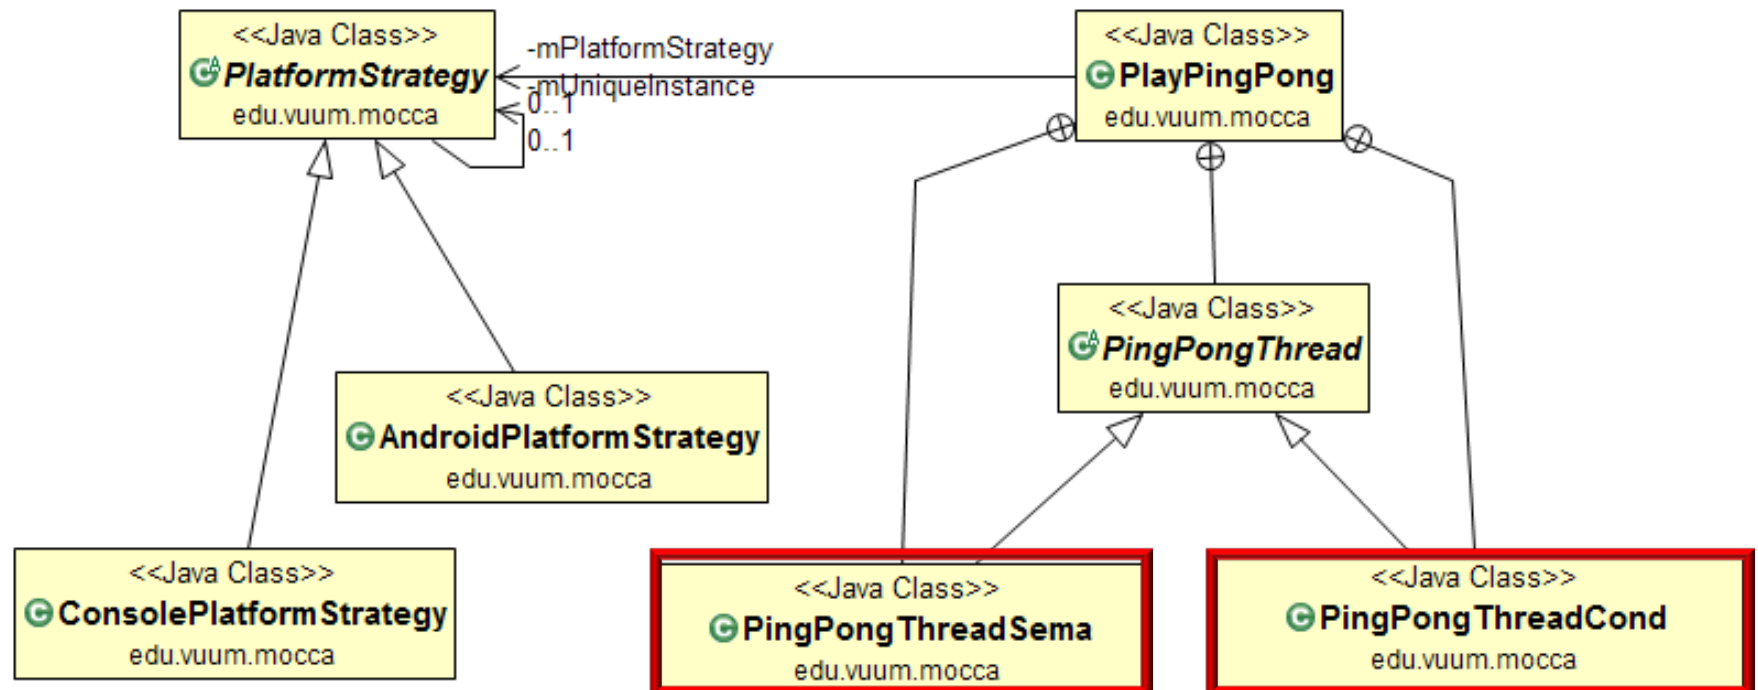 <<Java Class>>
PlatformStrategy
edu.vuum.mocca
-mPlatformStrategy
-mUniqueInstance
0..1
0..1
<<Java Class>>
PlayPingPong
edu.vuum.mocca
<<Java Class>>
PingPongThread
edu.vuum.mocca
<<Java Class>>
AndroidPlatformStrategy
edu.vuum.mocca
<<Java Class>>
ConsolePlatformStrategy
edu.vuum.mocca
<<Java Class>>
PingPongThreadSema
edu.vuum.mocca
<<Java Class>>
PingPongThreadCond
edu.vuum.mocca